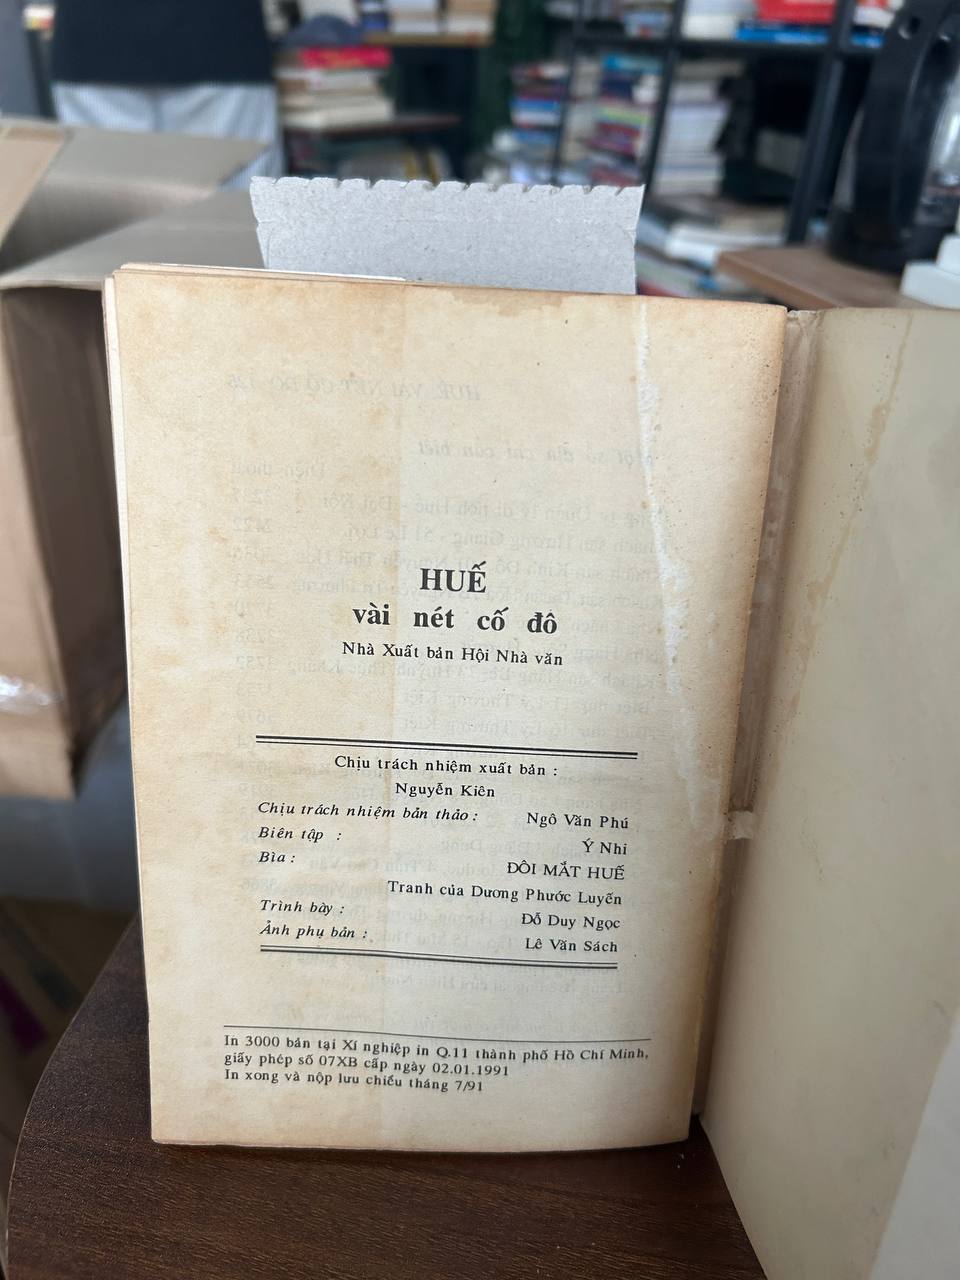 HUẾ
vài nét cố đô
Nhà Xuất bản Hội Nhà văn
Chịu trách nhiệm xuất bản :
Nguyễn Kiên
Chịu trách nhiệm bản thảo : Ngô Văn Phú
Biên tập : Ý Nhi
Bìa : ĐÔI MẮT HUẾ
Tranh của Dương Phước Luyến
Trình bày : Đỗ Duy Ngọc
Ảnh phụ bản : Lê Văn Sách
In 3000 bản tại Xí nghiệp in Q.11 thành phố Hồ Chí Minh,
giấy phép số 07XB cấp ngày 02.01.1991
In xong và nộp lưu chiểu tháng 7/91